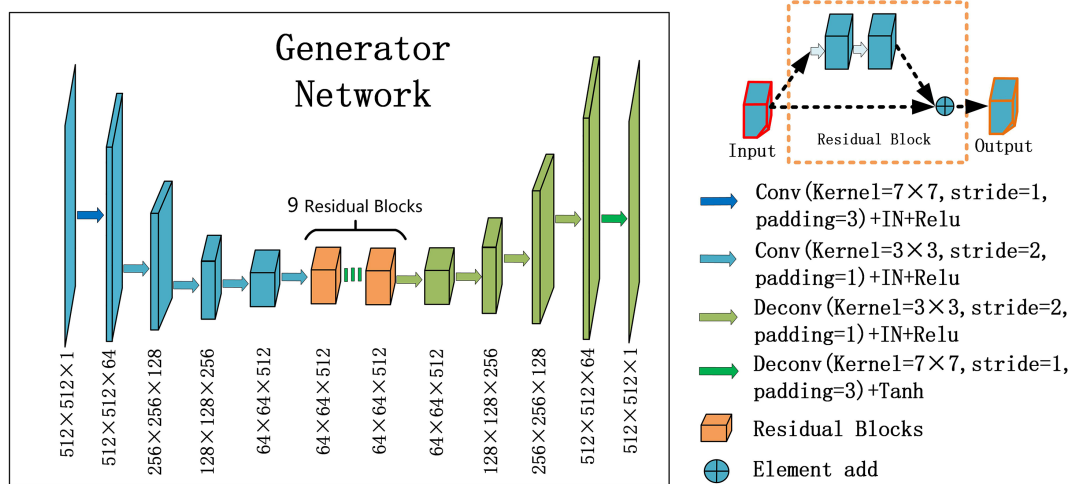 Generator
Network
9 Residual Blocks
512×512×1
512×512×64
256×256×128
128×128×256
64×64×512
64×64×512
64×64×512
64×64×512
128×128×256
256×256×128
512×512×64
512×512×1
Input
Residual Block
Output
Conv(Kernel=7×7, stride=1,
padding=3)+IN+Relu
Conv(Kernel=3×3, stride=2,
padding=1)+IN+Relu
Deconv(Kernel=3×3, stride=2,
padding=1)+IN+Relu
Deconv(Kernel=7×7, stride=1,
padding=3)+Tanh
Residual Blocks
Element add